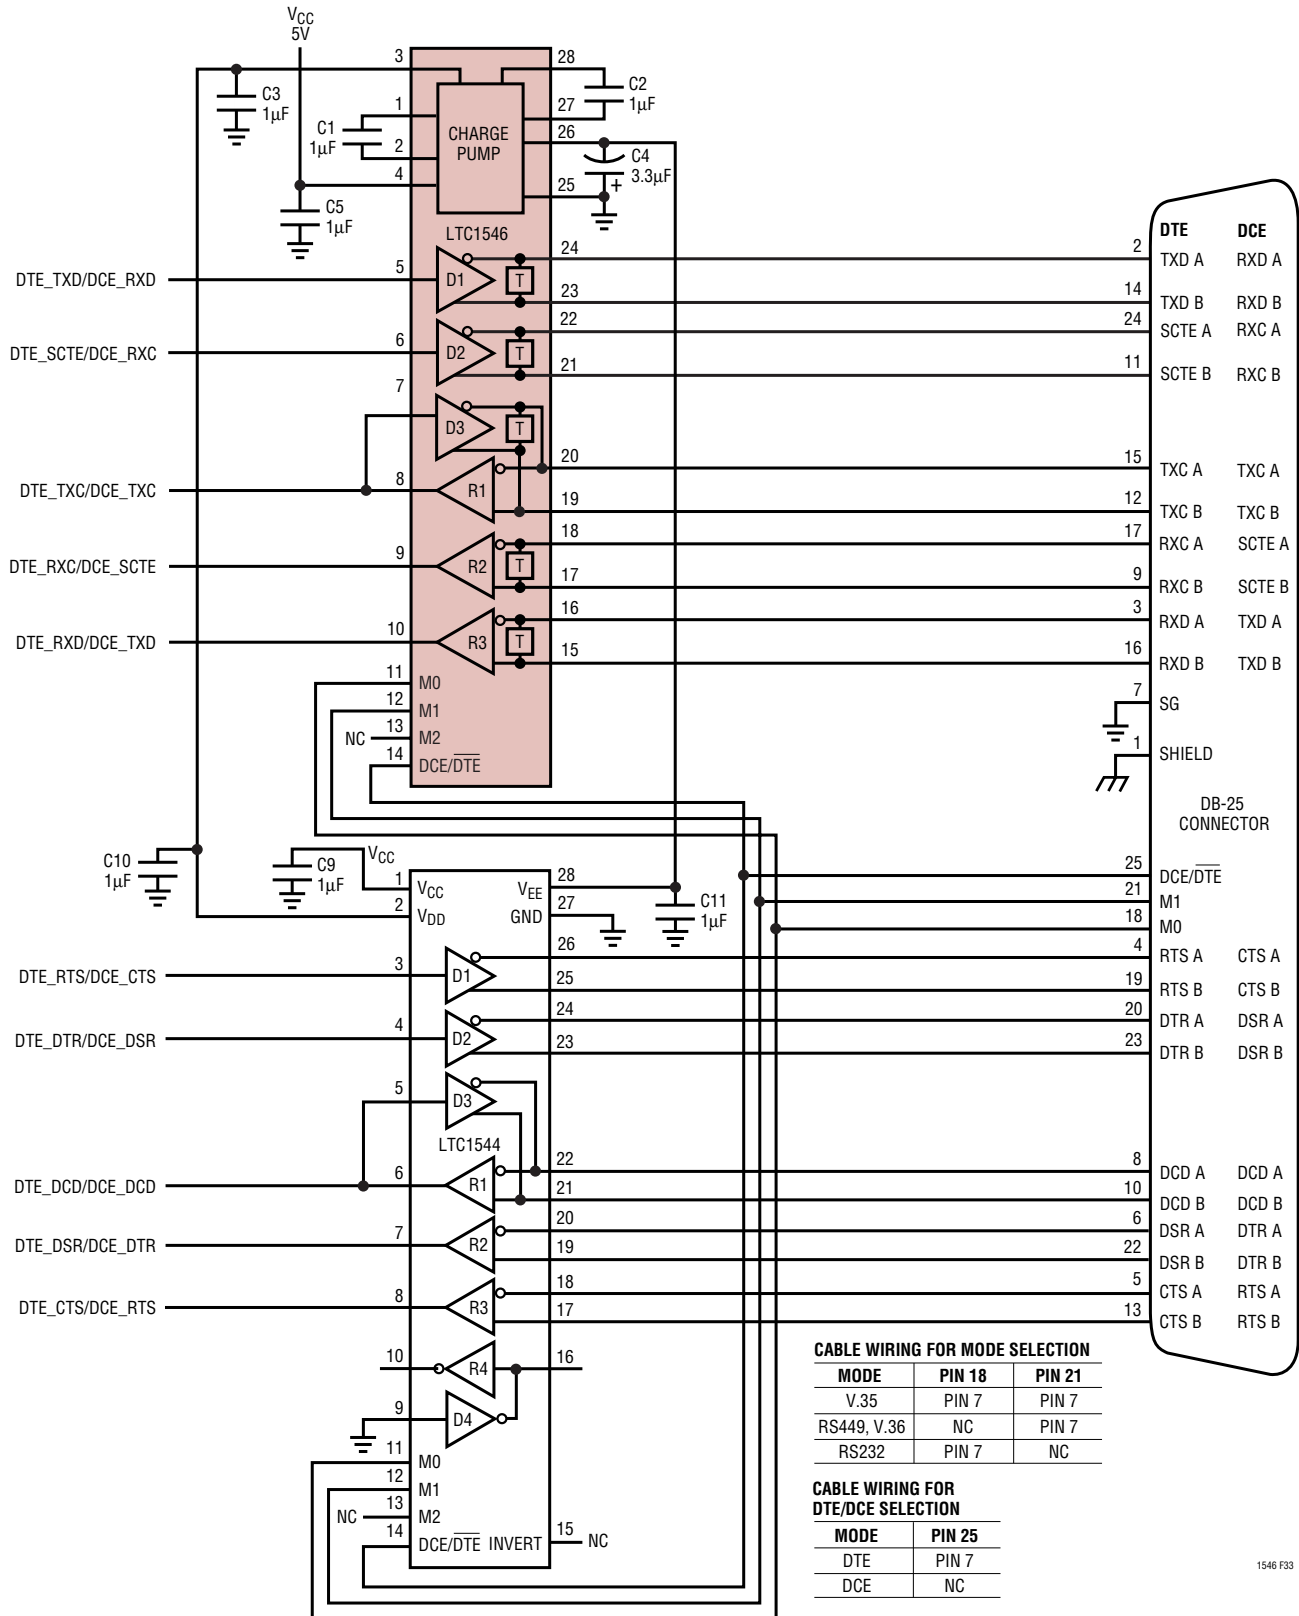 VCC
5V
3
28
C3
1µF
C2
1µF
1
27
C1
1µF
CHARGE
PUMP
26
2
C4
3.3µF
+
4
25
C5
1µF
LTC1546
DTE DCE
24
2
TXD A RXD A
DTE_TXD/DCE_RXD
5
D1
T
23
14
TXD B RXD B
22
24
SCTE A RXC A
DTE_SCTE/DCE_RXC
6
D2
T
21
11
SCTE B RXC B
7
D3
T
20
15
TXC A TXC A
DTE_TXC/DCE_TXC
8
R1
19
12
TXC B TXC B
18
17
RXC A SCTE A
DTE_RXC/DCE_SCTE
9
R2
T
17
9
RXC B SCTE B
16
3
RXD A TXD A
DTE_RXD/DCE_TXD
10
R3
T
15
16
RXD B TXD B
11
M0
7
SG
12
M1
NC
13
M2
1
SHIELD
14
DCE/DTE
DB-25
CONNECTOR
C10
1µF
C9
1µF
VCC
1
VCC
VEE
28
25
DCE/DTE
2
VDD
GND
27
C11
1µF
21
M1
18
M0
26
4
RTS A CTS A
DTE_RTS/DCE_CTS
3
D1
25
19
RTS B CTS B
24
20
DTR A DSR A
DTE_DTR/DCE_DSR
4
D2
23
23
DTR B DSR B
5
D3
LTC1544
22
8
DCD A DCD A
DTE_DCD/DCE_DCD
6
R1
21
10
DCD B DCD B
20
6
DSR A DTR A
DTE_DSR/DCE_DTR
7
R2
19
22
DSR B DTR B
18
5
CTS A RTS A
DTE_CTS/DCE_RTS
8
R3
17
13
CTS B RTS B
10
R4
16
9
D4
11
M0
12
M1
NC
13
M2
14
DCE/DTE INVERT
15
NC
CABLE WIRING FOR MODE SELECTION
MODE PIN 18 PIN 21
V.35 PIN 7 PIN 7
RS449, V.36 NC PIN 7
RS232 PIN 7 NC
CABLE WIRING FOR
DTE/DCE SELECTION
MODE PIN 25
DTE PIN 7
DCE NC
1546 F33